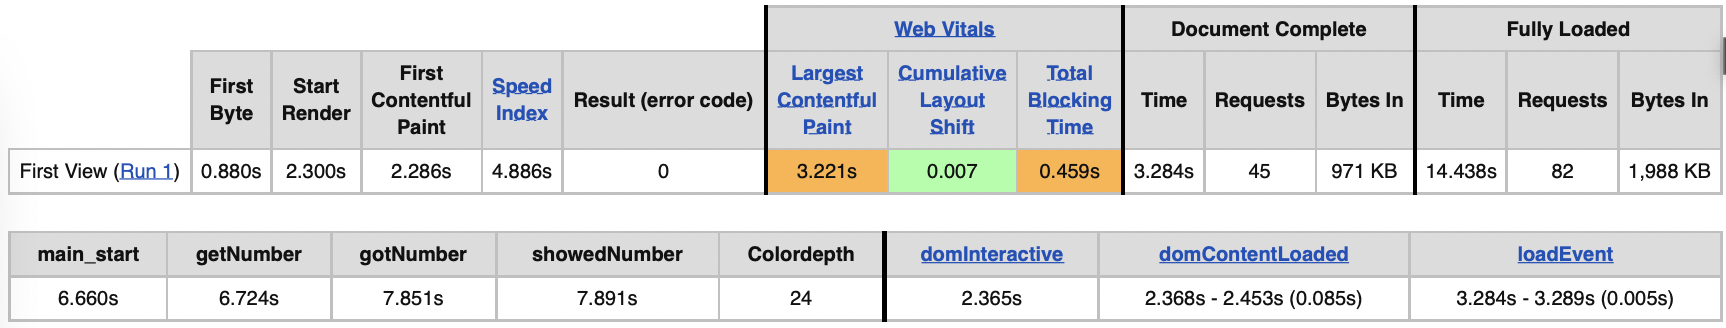 Web Vitals Document Complete Fully Loaded
First Byte Start Render First Contentful Paint Speed Index Result (error code) Largest Contentful Paint Cumulative Layout Shift Total Blocking Time Time Requests Bytes In Time Requests Bytes In
First View (Run 1) 0.880s 2.300s 2.286s 4.886s 0 3.221s 0.007 0.459s 3.284s 45 971 KB 14.438s 82 1,988 KB
main_start getNumber gotNumber showedNumber Colordepth domInteractive domContentLoaded loadEvent
6.660s 6.724s 7.851s 7.891s 24 2.365s 2.368s - 2.453s (0.085s) 3.284s - 3.289s (0.005s)